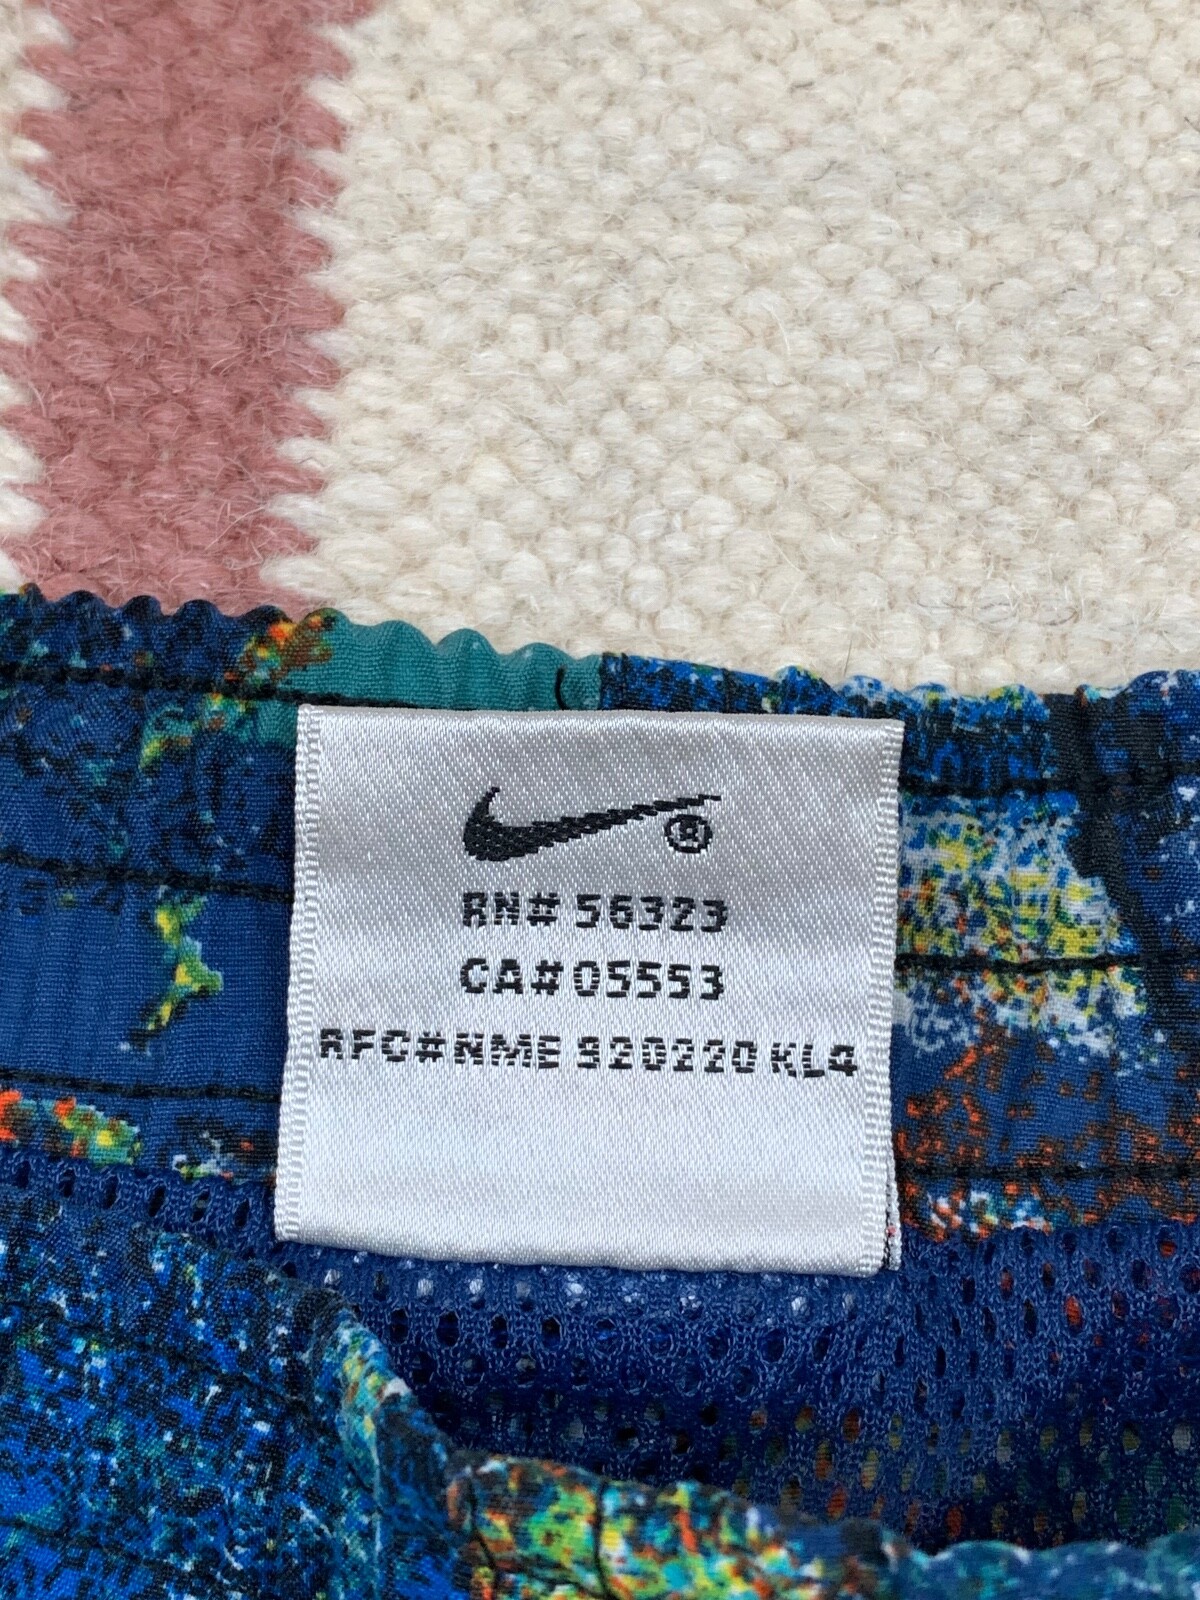 ®
RN# 56323
CA# 05553
RFC# NME 920220 KL4